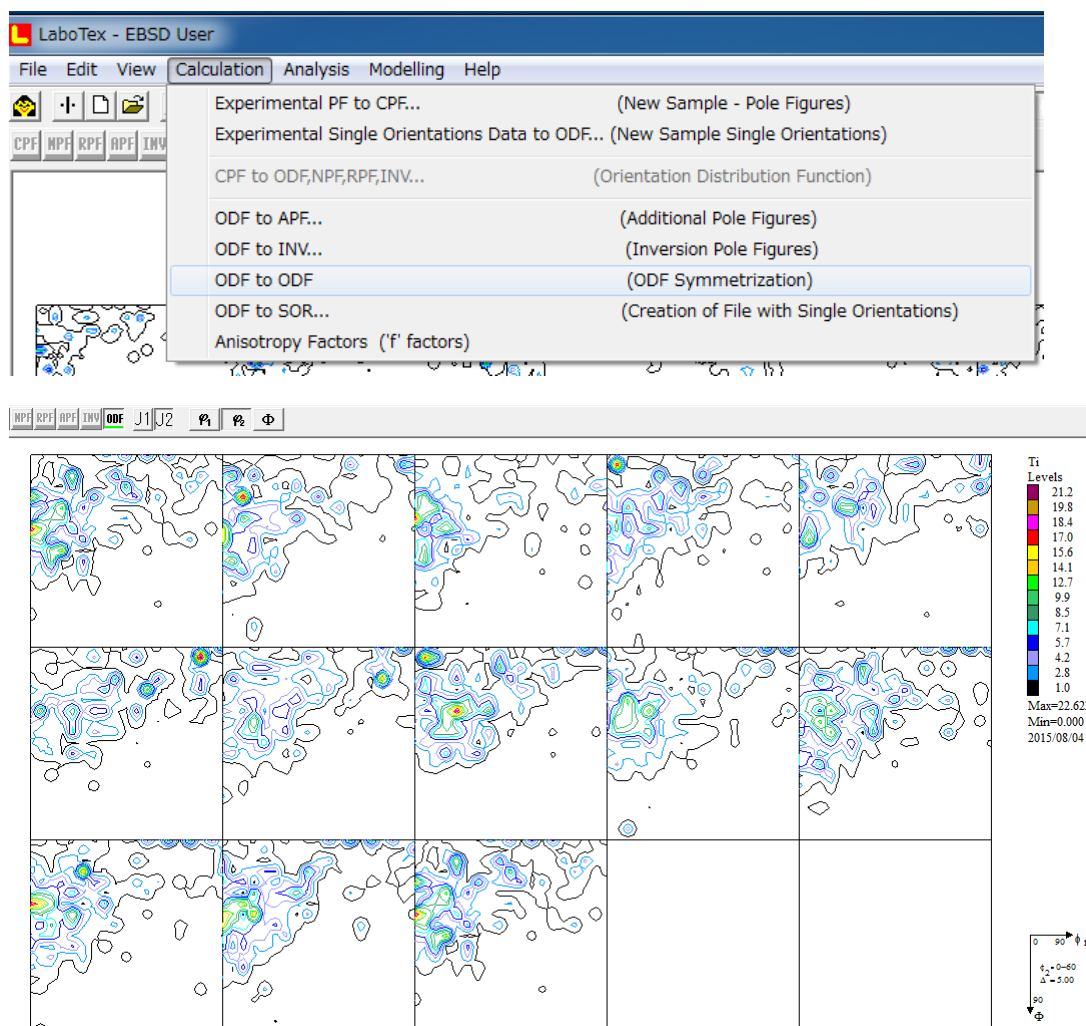 LaboTex - EBSD User
File Edit View Calculation Analysis Modelling Help
Experimental PF to CPF... (New Sample - Pole Figures)
Experimental Single Orientations Data to ODF... (New Sample Single Orientations)
CPF NPF RPF APF INV
CPF to ODF,NPF,RPF,INV... (Orientation Distribution Function)
ODF to APF... (Additional Pole Figures)
ODF to INV... (Inversion Pole Figures)
ODF to ODF (ODF Symmetrization)
ODF to SOR... (Creation of File with Single Orientations)
Anisotropy Factors ('f' factors)
NPF RPF APF INV ODF J1 J2 φ1 φ2 Φ
Ti
Levels
21.2
19.8
18.4
17.0
15.6
14.1
12.7
9.9
8.5
7.1
5.7
4.2
2.8
1.0
Max=22.62
Min=0.000
2015/08/04
0 90 ϕ1
ϕ2=0-60
Δ=5.00
90
Φ